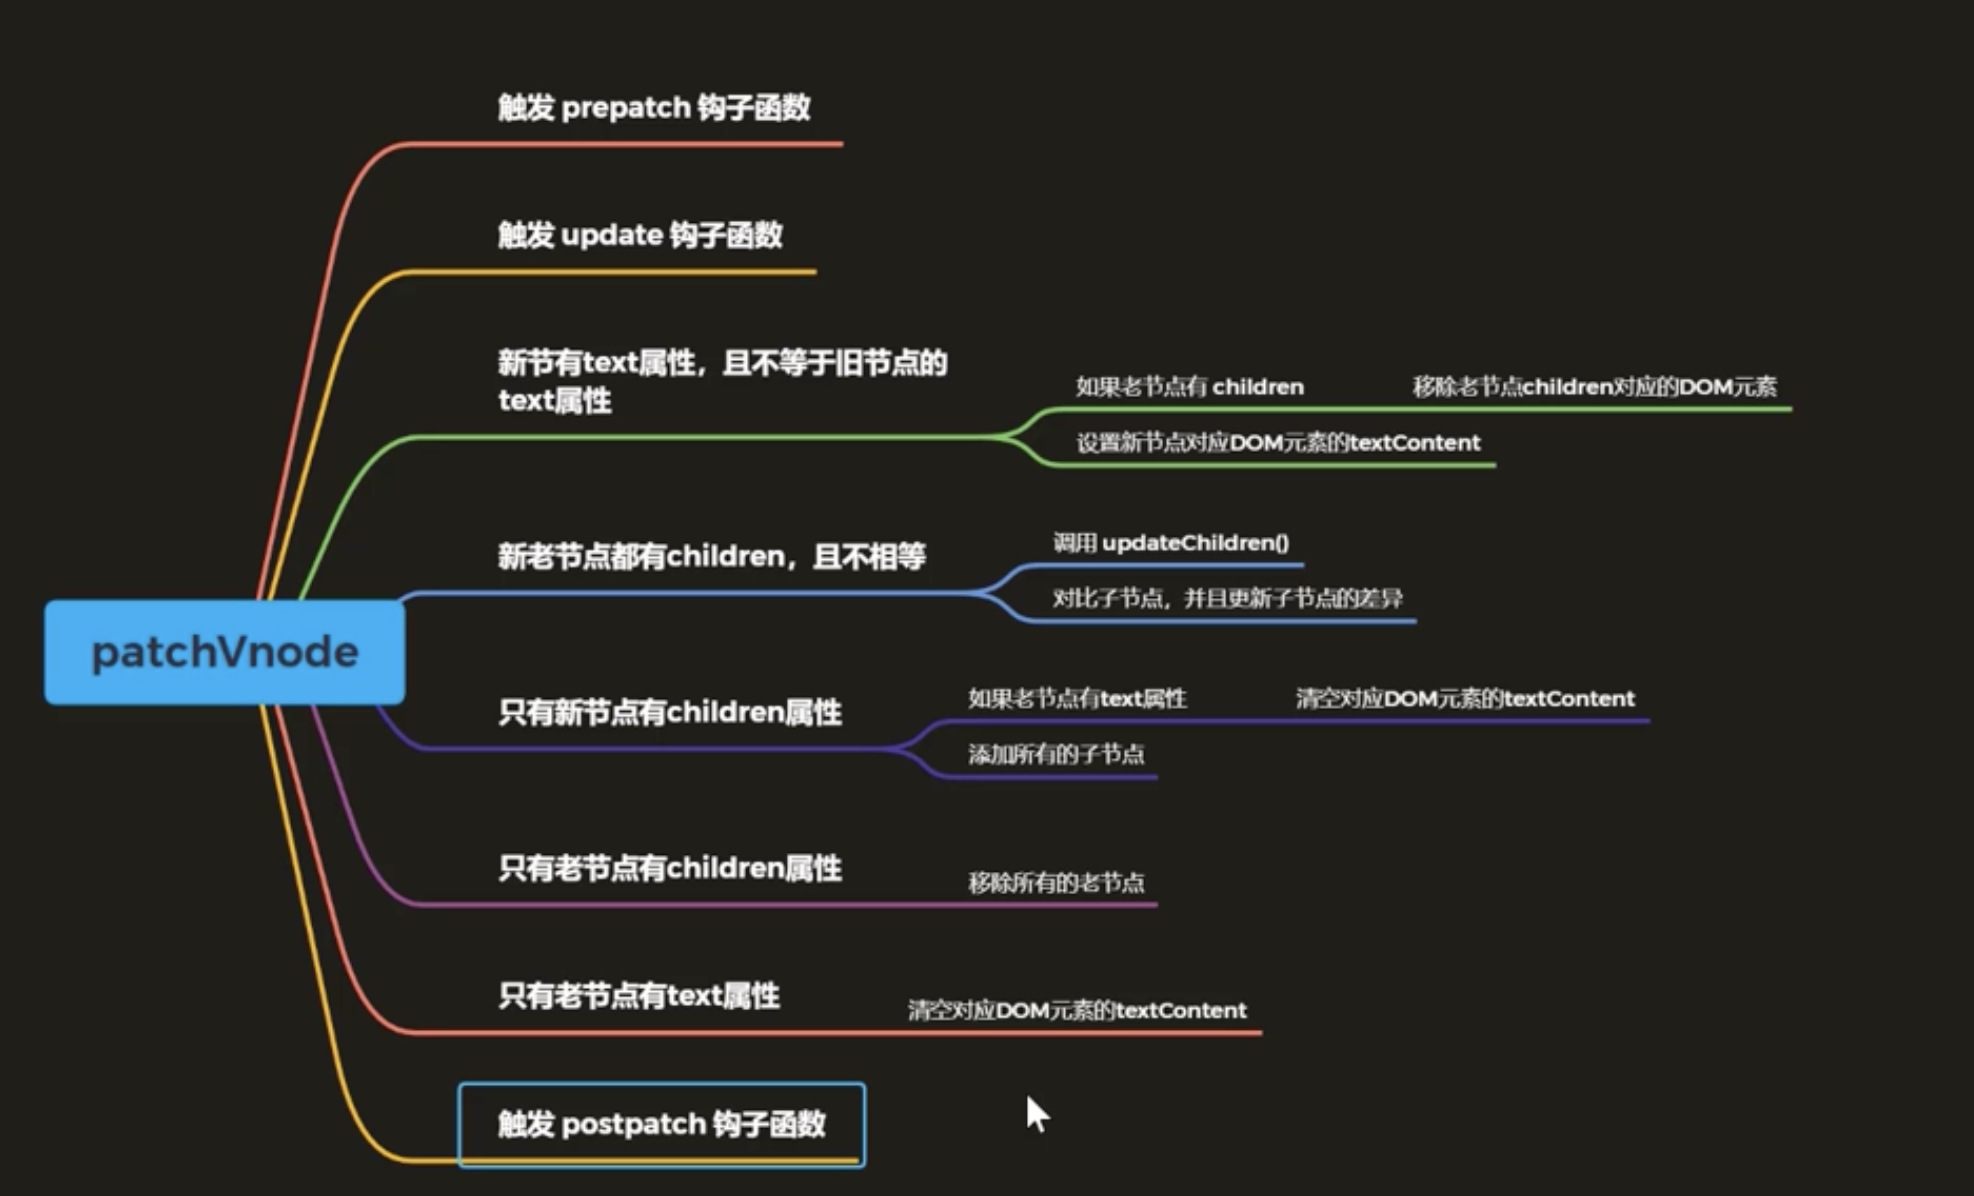 触发 prepatch 钩子函数
触发 update 钩子函数
新节有text属性，且不等于旧节点的
text属性
如果老节点有 children
移除老节点children对应的DOM元素
设置新节点对应DOM元素的textContent
新老节点都有children，且不相等
调用 updateChildren()
对比子节点，并且更新子节点的差异
patchVnode
只有新节点有children属性
如果老节点有text属性
清空对应DOM元素的textContent
添加所有的子节点
只有老节点有children属性
移除所有的老节点
只有老节点有text属性
清空对应DOM元素的textContent
触发 postpatch 钩子函数